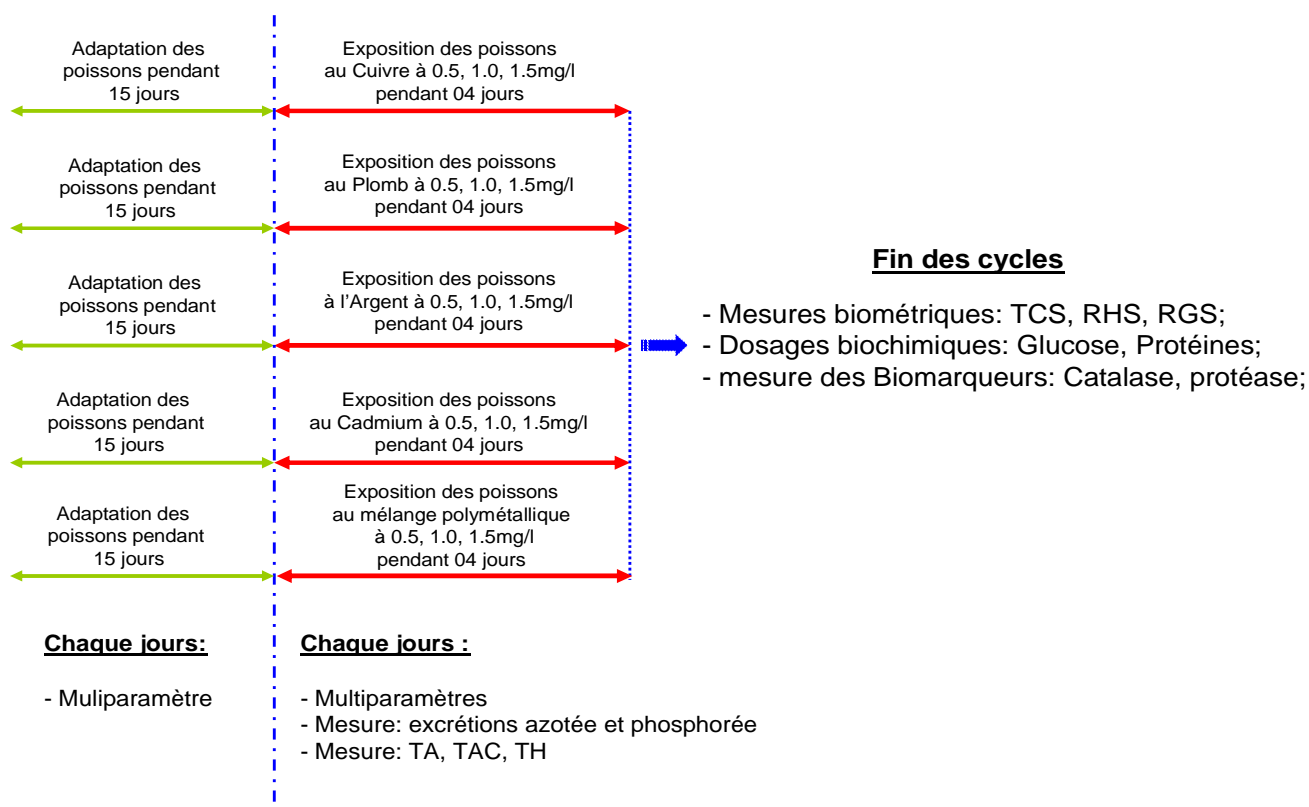 Adaptation des
poissons pendant
15 jours
Exposition des poissons
au Cuivre à 0.5, 1.0, 1.5mg/l
pendant 04 jours
Adaptation des
poissons pendant
15 jours
Exposition des poissons
au Plomb à 0.5, 1.0, 1.5mg/l
pendant 04 jours
Adaptation des
poissons pendant
15 jours
Exposition des poissons
à l'Argent à 0.5, 1.0, 1.5mg/l
pendant 04 jours
Adaptation des
poissons pendant
15 jours
Exposition des poissons
au Cadmium à 0.5, 1.0, 1.5mg/l
pendant 04 jours
Adaptation des
poissons pendant
15 jours
Exposition des poissons
au mélange polymétallique
à 0.5, 1.0, 1.5mg/l
pendant 04 jours
Fin des cycles
- Mesures biométriques: TCS, RHS, RGS;
- Dosages biochimiques: Glucose, Protéines;
- mesure des Biomarqueurs: Catalase, protéase;
Chaque jours:
- Muliparamètre
Chaque jours :
- Multiparamètres
- Mesure: excrétions azotée et phosphorée
- Mesure: TA, TAC, TH